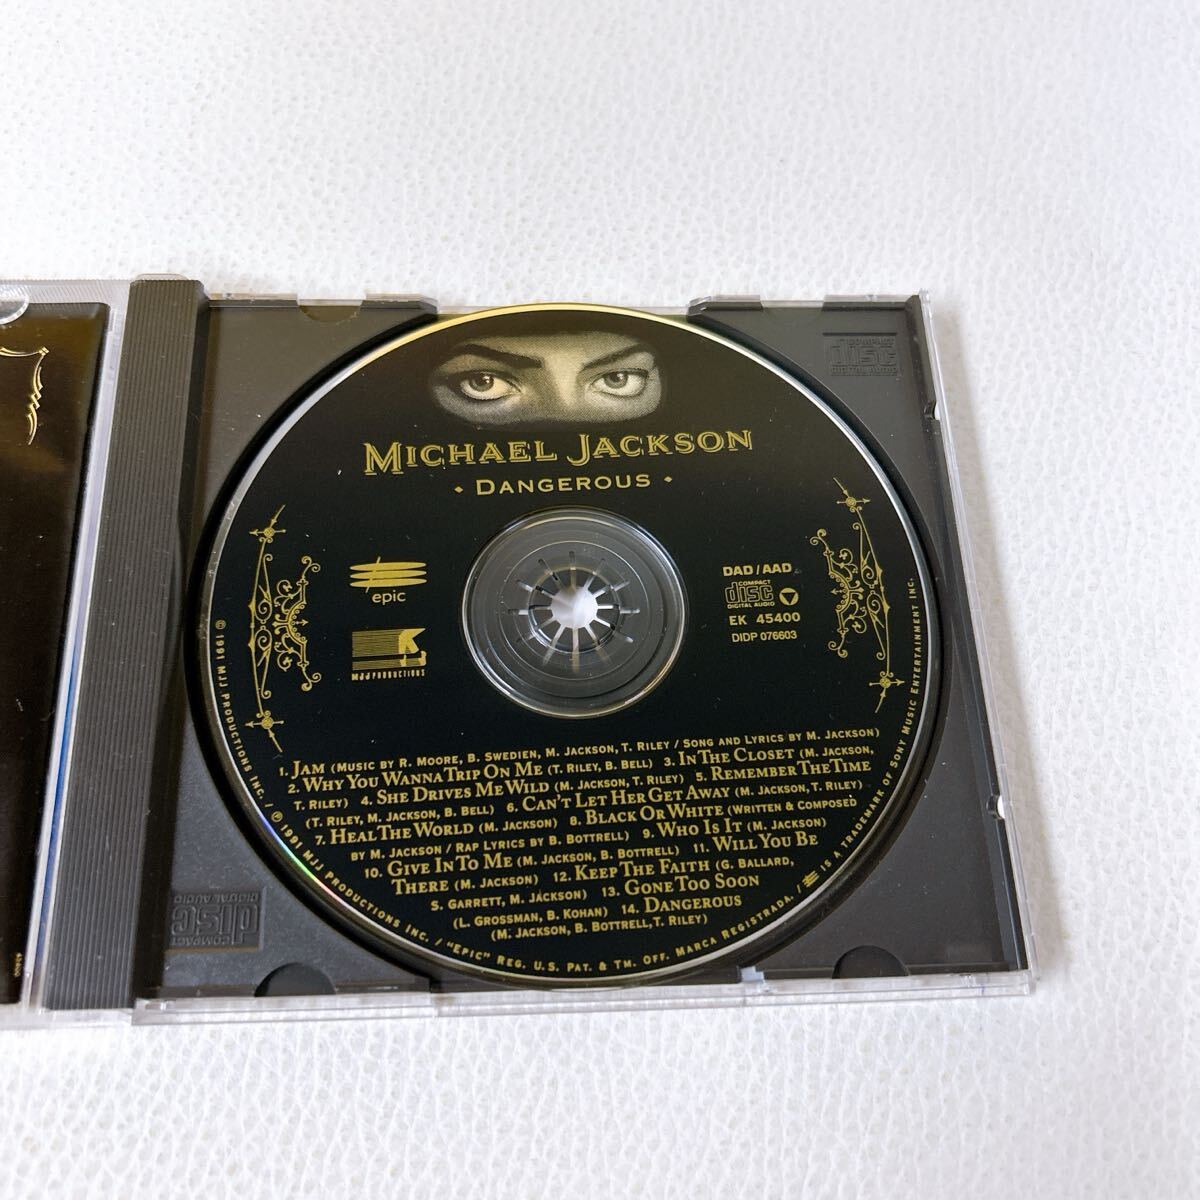 MICHAEL JACKSON
• DANGEROUS •
epic
MJJ PRODUCTIONS
DAD / AAD
COMPACT
disc
DIGITAL AUDIO
EK 45400
DIDP 076603
1. JAM (MUSIC BY R. MOORE, B. SWEDIEN, M. JACKSON, T. RILEY / SONG AND LYRICS BY M. JACKSON)
2. WHY YOU WANNA TRIP ON ME (T. RILEY, B. BELL) 3. IN THE CLOSET (M. JACKSON,
T. RILEY) 4. SHE DRIVES ME WILD (M. JACKSON, T. RILEY) 5. REMEMBER THE TIME
(T. RILEY, M. JACKSON, B. BELL) 6. CAN'T LET HER GET AWAY (M. JACKSON, T. RILEY)
7. HEAL THE WORLD (M. JACKSON) 8. BLACK OR WHITE (WRITTEN & COMPOSED
BY M. JACKSON / RAP LYRICS BY B. BOTTRELL) 9. WHO IS IT (M. JACKSON)
10. GIVE IN TO ME (M. JACKSON, B. BOTTRELL) 11. WILL YOU BE
THERE (M. JACKSON) 12. KEEP THE FAITH (G. BALLARD,
S. GARRETT, M. JACKSON) 13. GONE TOO SOON
(L. GROSSMAN, B. KOHAN) 14. DANGEROUS
(M. JACKSON, B. BOTTRELL, T. RILEY)
© 1991 MJJ PRODUCTIONS INC. / ℗ 1991 MJJ PRODUCTIONS INC. / "EPIC" REG. U.S. PAT. & TM. OFF. MARCA REGISTRADA. / IS A TRADEMARK OF SONY MUSIC ENTERTAINMENT INC.
COMPACT
disc
DIGITAL AUDIO
COMPACT
disc
DIGITAL AUDIO